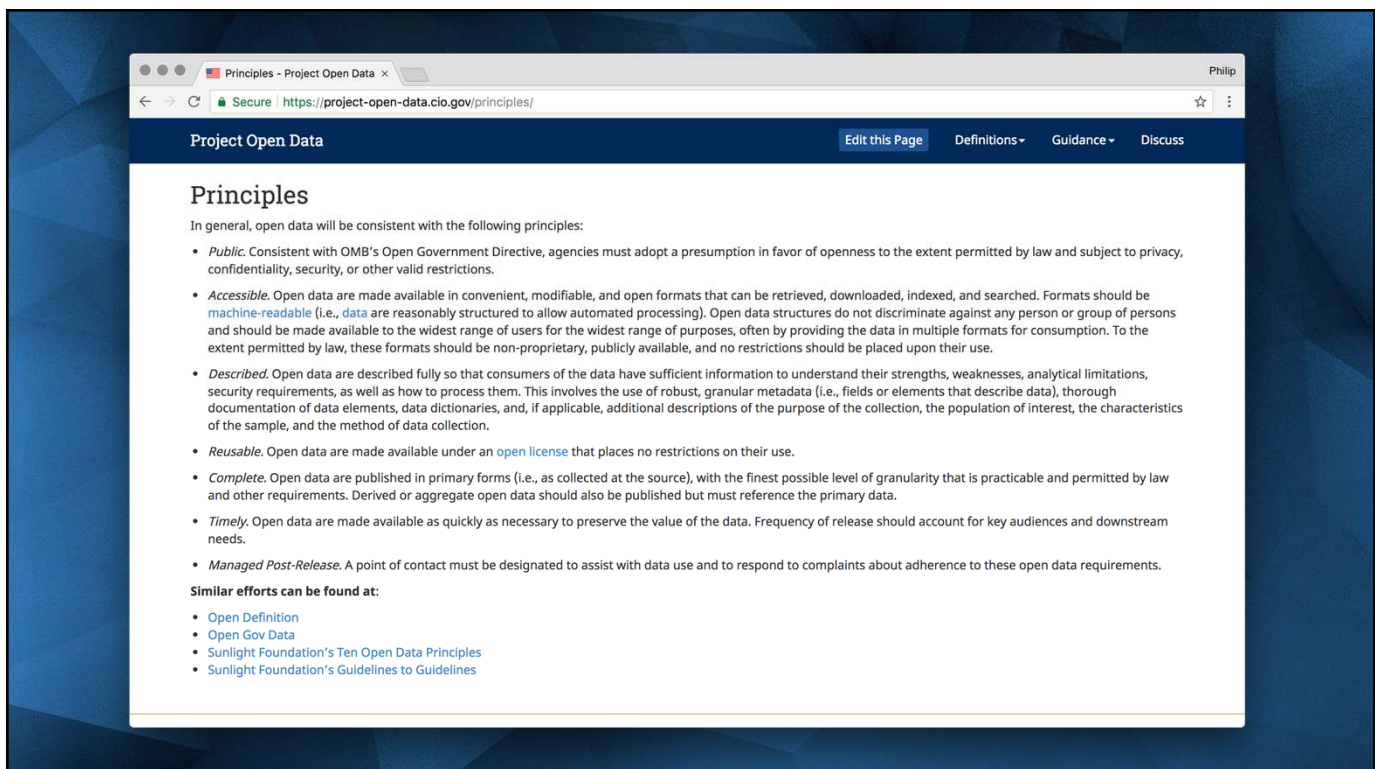 Principles - Project Open Data ×
Philip
Secure https://project-open-data.cio.gov/principles/
Project Open Data
Edit this Page Definitions Guidance Discuss
Principles
In general, open data will be consistent with the following principles:
• Public. Consistent with OMB's Open Government Directive, agencies must adopt a presumption in favor of openness to the extent permitted by law and subject to privacy,
confidentiality, security, or other valid restrictions.
• Accessible. Open data are made available in convenient, modifiable, and open formats that can be retrieved, downloaded, indexed, and searched. Formats should be
machine-readable (i.e., data are reasonably structured to allow automated processing). Open data structures do not discriminate against any person or group of persons
and should be made available to the widest range of users for the widest range of purposes, often by providing the data in multiple formats for consumption. To the
extent permitted by law, these formats should be non-proprietary, publicly available, and no restrictions should be placed upon their use.
• Described. Open data are described fully so that consumers of the data have sufficient information to understand their strengths, weaknesses, analytical limitations,
security requirements, as well as how to process them. This involves the use of robust, granular metadata (i.e., fields or elements that describe data), thorough
documentation of data elements, data dictionaries, and, if applicable, additional descriptions of the purpose of the collection, the population of interest, the characteristics
of the sample, and the method of data collection.
• Reusable. Open data are made available under an open license that places no restrictions on their use.
• Complete. Open data are published in primary forms (i.e., as collected at the source), with the finest possible level of granularity that is practicable and permitted by law
and other requirements. Derived or aggregate open data should also be published but must reference the primary data.
• Timely. Open data are made available as quickly as necessary to preserve the value of the data. Frequency of release should account for key audiences and downstream
needs.
• Managed Post-Release. A point of contact must be designated to assist with data use and to respond to complaints about adherence to these open data requirements.
Similar efforts can be found at:
• Open Definition
• Open Gov Data
• Sunlight Foundation's Ten Open Data Principles
• Sunlight Foundation's Guidelines to Guidelines